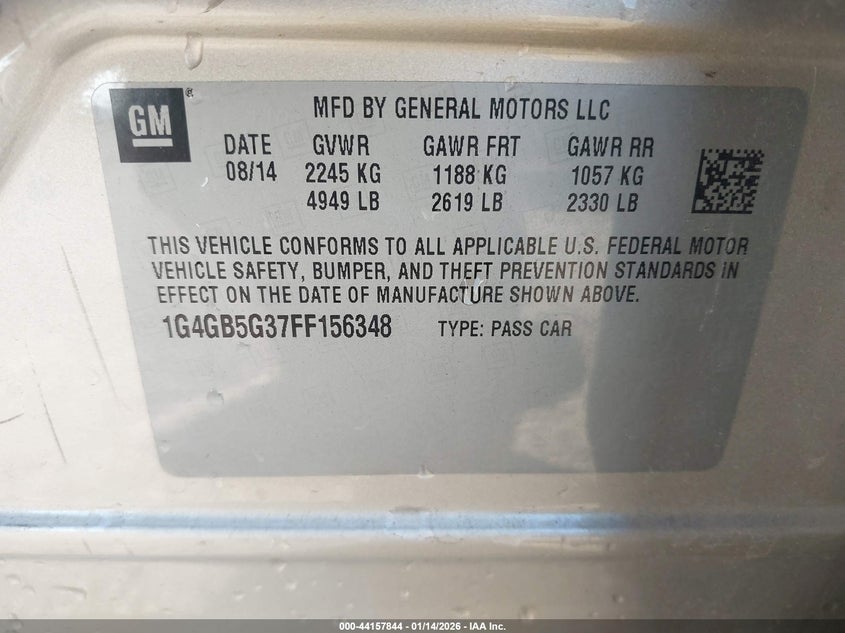 GM ®
MFD BY GENERAL MOTORS LLC
DATE GVWR GAWR FRT GAWR RR
08/14 2245 KG 1188 KG 1057 KG
4949 LB 2619 LB 2330 LB
THIS VEHICLE CONFORMS TO ALL APPLICABLE U.S. FEDERAL MOTOR
VEHICLE SAFETY, BUMPER, AND THEFT PREVENTION STANDARDS IN
EFFECT ON THE DATE OF MANUFACTURE SHOWN ABOVE.
1G4GB5G37FF156348 TYPE: PASS CAR
000-44157844 - 01/14/2026 - IAA Inc.